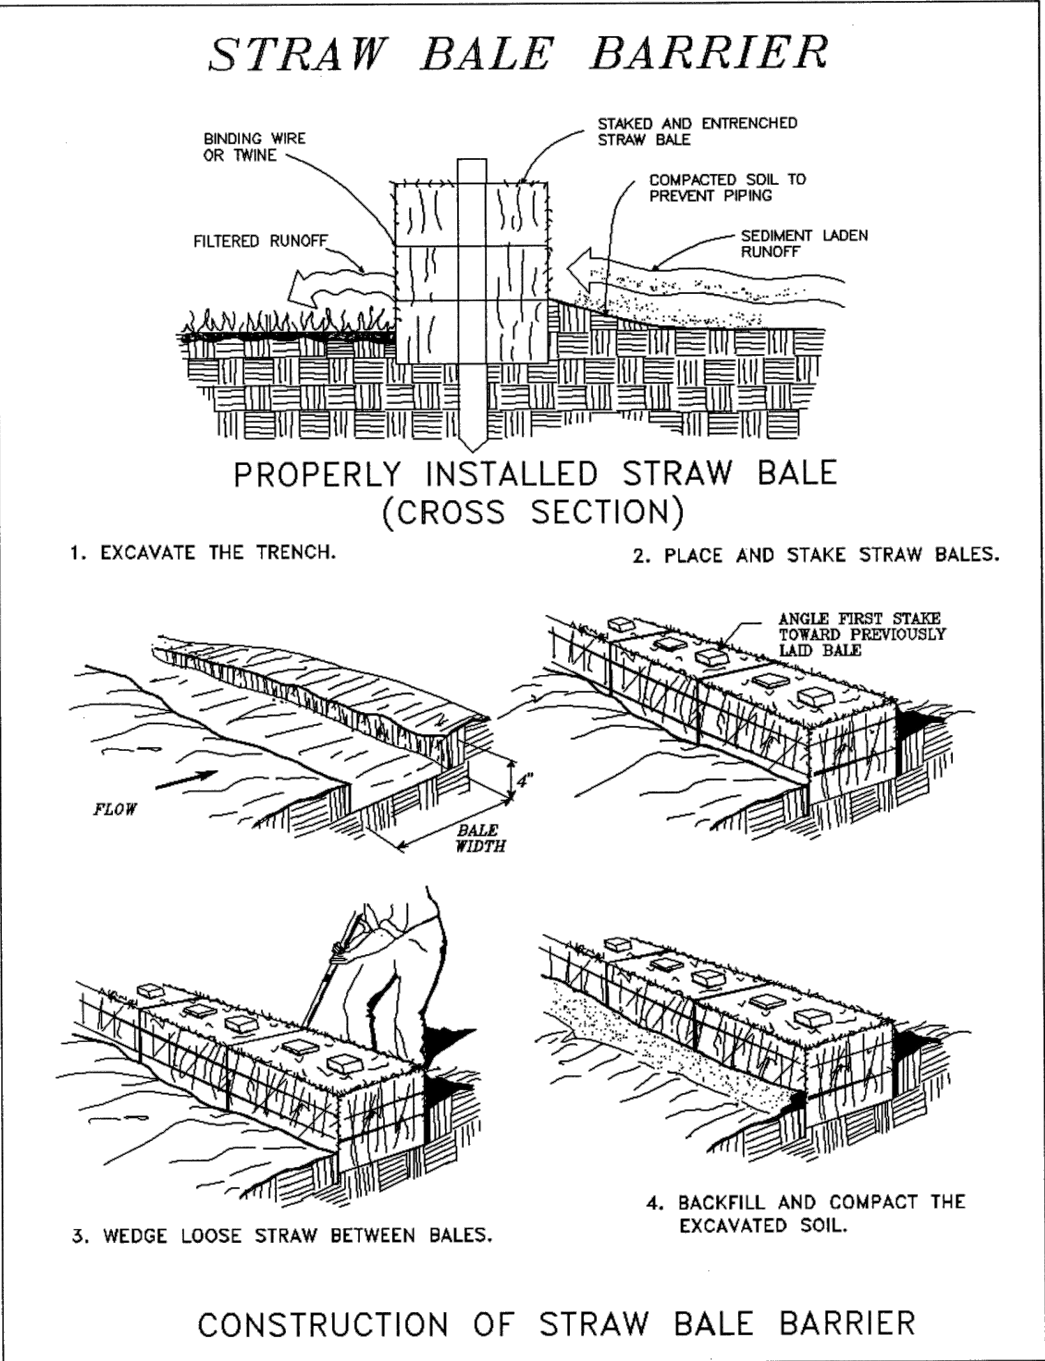 STRAW BALE BARRIER
BINDING WIRE
OR TWINE
STAKED AND ENTRENCHED
STRAW BALE
COMPACTED SOIL TO
PREVENT PIPING
FILTERED RUNOFF
SEDIMENT LADEN
RUNOFF
PROPERLY INSTALLED STRAW BALE
(CROSS SECTION)
1. EXCAVATE THE TRENCH.
2. PLACE AND STAKE STRAW BALES.
ANGLE FIRST STAKE
TOWARD PREVIOUSLY
LAID BALE
4"
FLOW
BALE
WIDTH
3. WEDGE LOOSE STRAW BETWEEN BALES.
4. BACKFILL AND COMPACT THE
EXCAVATED SOIL.
CONSTRUCTION OF STRAW BALE BARRIER